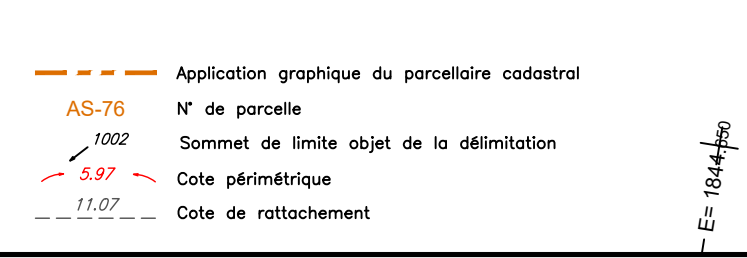 Application graphique du parcellaire cadastral
AS-76 N° de parcelle
1002 Sommet de limite objet de la délimitation
5.97 Cote périmétrique
11.07 Cote de rattachement
E= 1844.650